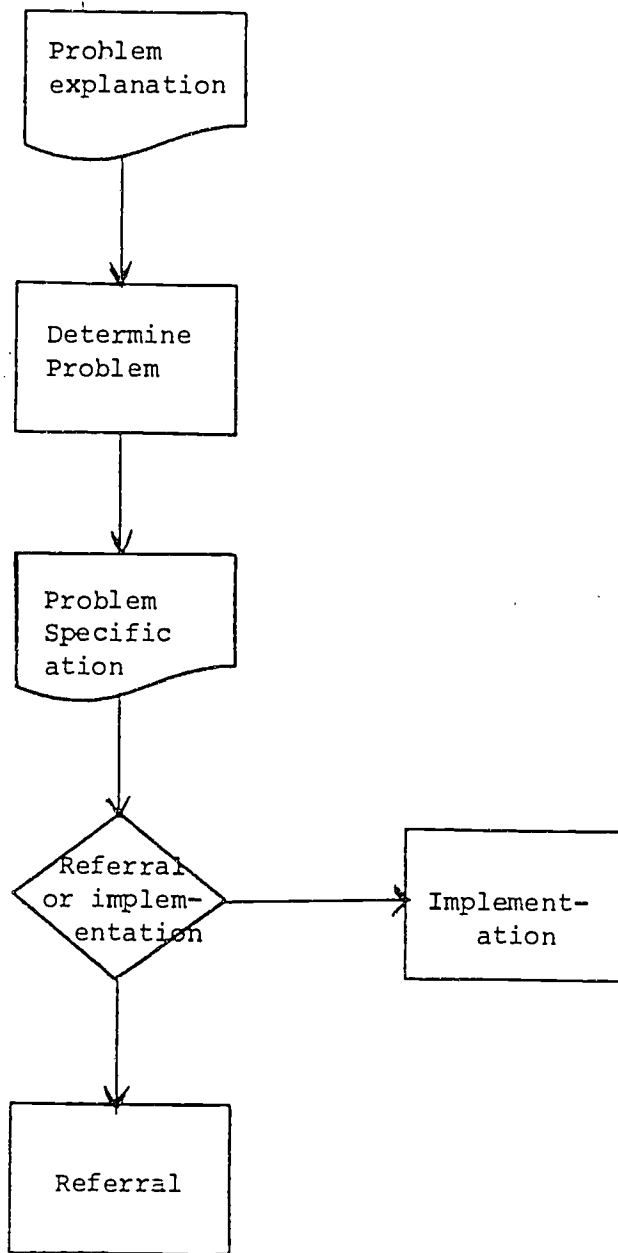 Problem
explanation
Determine
Problem
Problem
Specific
ation
Referral
or implem-
entation
Implement-
ation
Referral